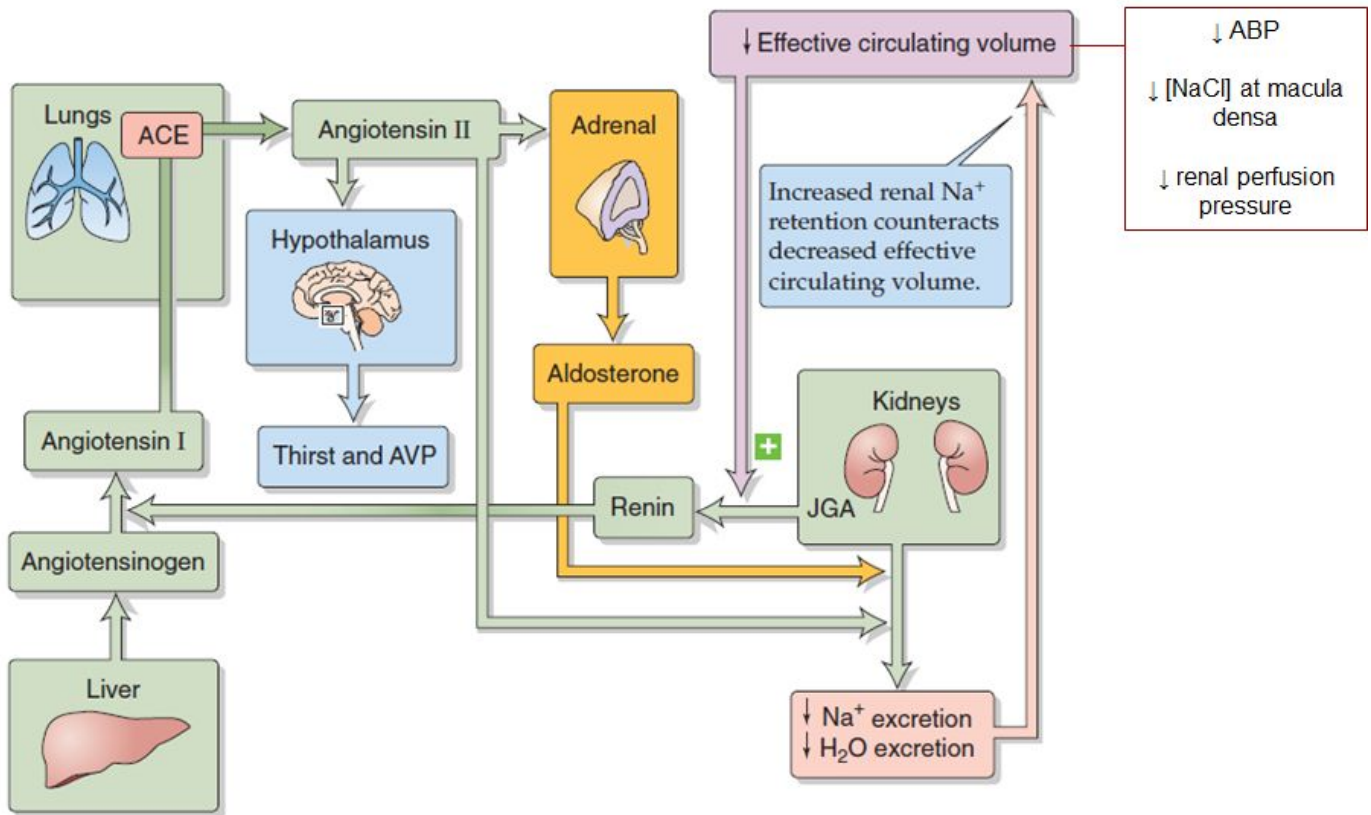 ↓ Effective circulating volume
↓ ABP
↓ [NaCl] at macula
densa
↓ renal perfusion
pressure
Lungs
ACE
Angiotensin II
Adrenal
Increased renal Na⁺
retention counteracts
decreased effective
circulating volume.
Hypothalamus
Aldosterone
Kidneys
Angiotensin I
Thirst and AVP
+
Renin
JGA
Angiotensinogen
Liver
↓ Na⁺ excretion
↓ H₂O excretion